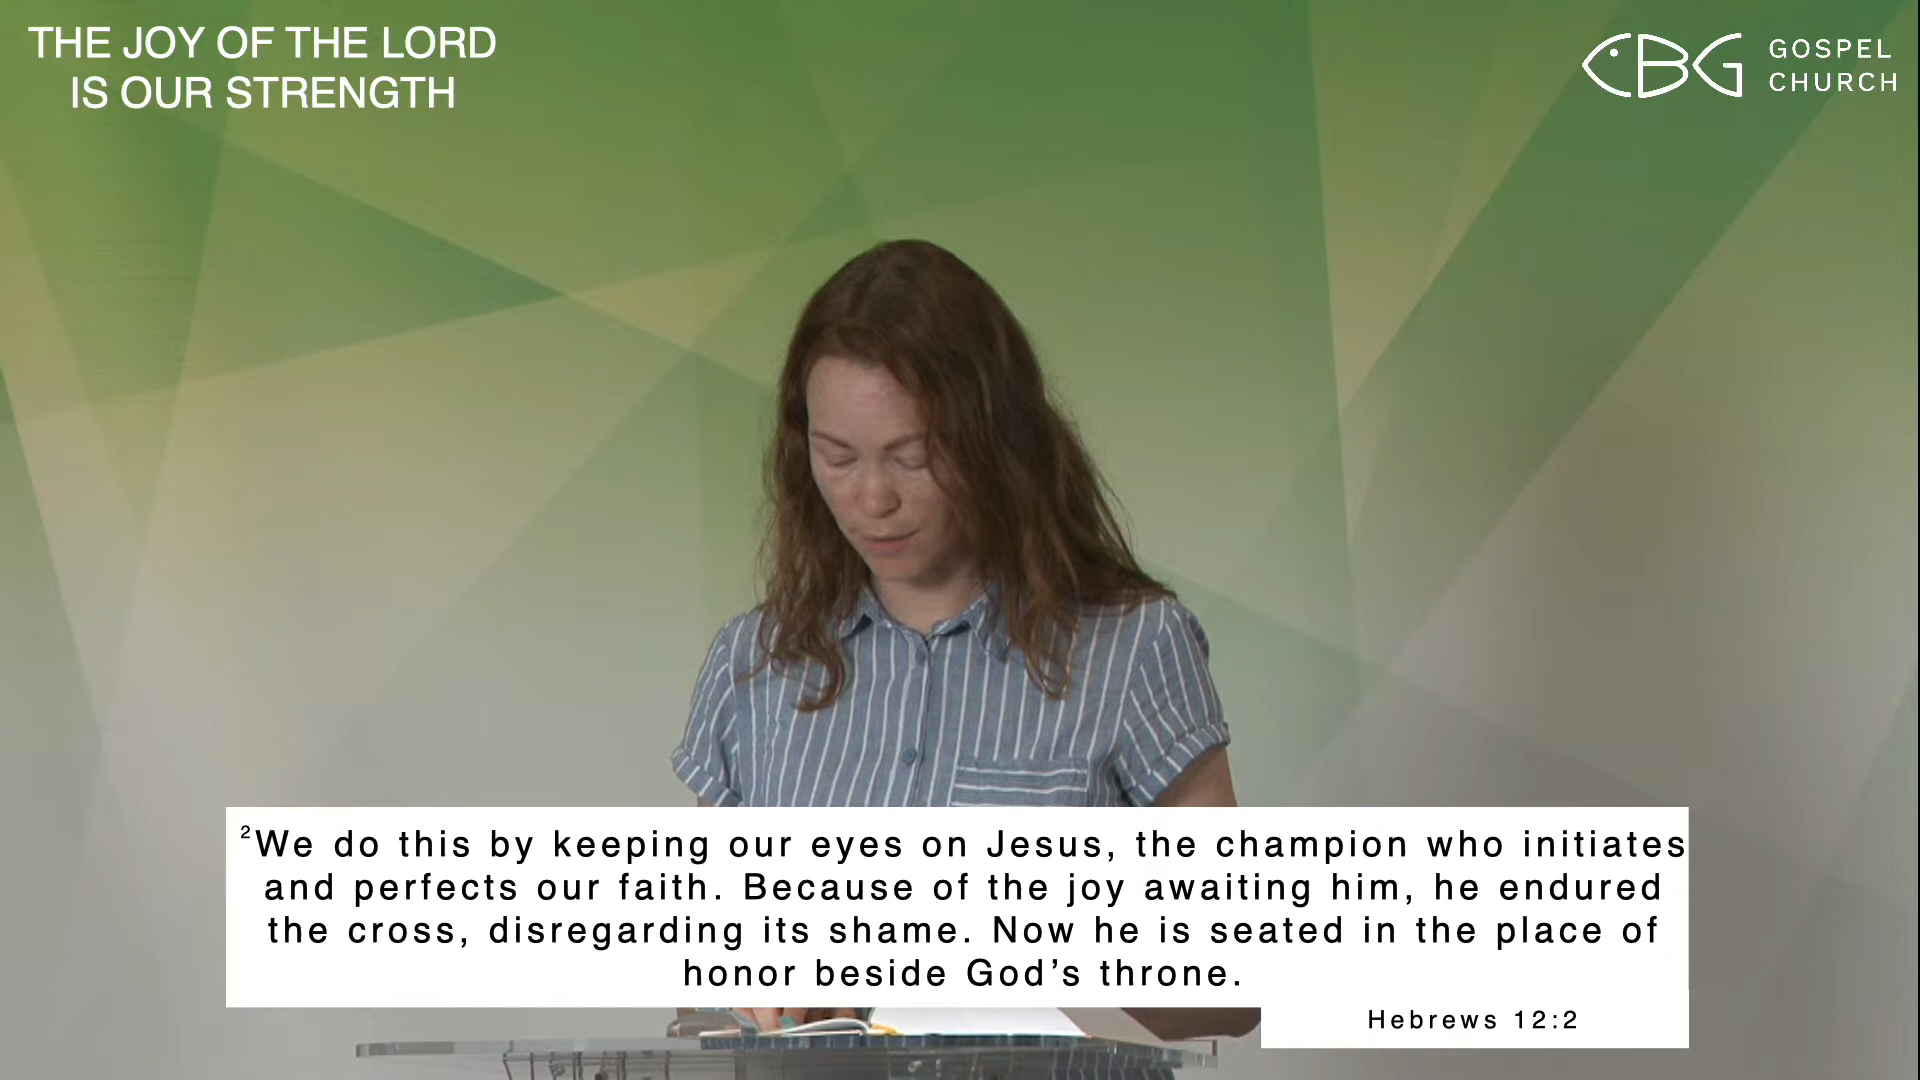 THE JOY OF THE LORD
IS OUR STRENGTH
CBG GOSPEL
CHURCH
²We do this by keeping our eyes on Jesus, the champion who initiates
and perfects our faith. Because of the joy awaiting him, he endured
the cross, disregarding its shame. Now he is seated in the place of
honor beside God’s throne.
Hebrews 12:2